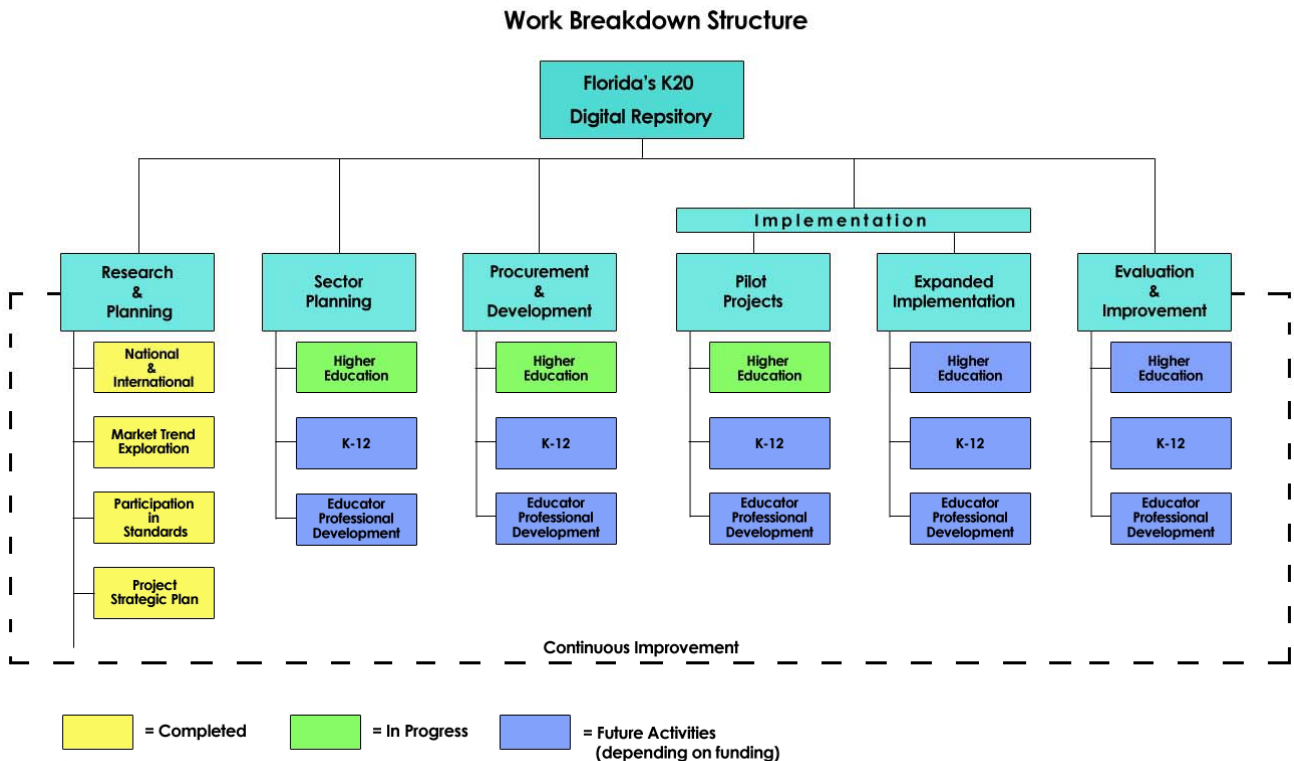 Work Breakdown Structure
Florida's K20
Digital Repsitory
Implementation
Research
&
Planning
Sector
Planning
Procurement
&
Development
Pilot
Projects
Expanded
Implementation
Evaluation
&
Improvement
National
&
International
Market Trend
Exploration
Participation
in
Standards
Project
Strategic Plan
Higher
Education
K-12
Educator
Professional
Development
Higher
Education
K-12
Educator
Professional
Development
Higher
Education
K-12
Educator
Professional
Development
Higher
Education
K-12
Educator
Professional
Development
Higher
Education
K-12
Educator
Professional
Development
Continuous Improvement
= Completed
= In Progress
= Future Activities
(depending on funding)